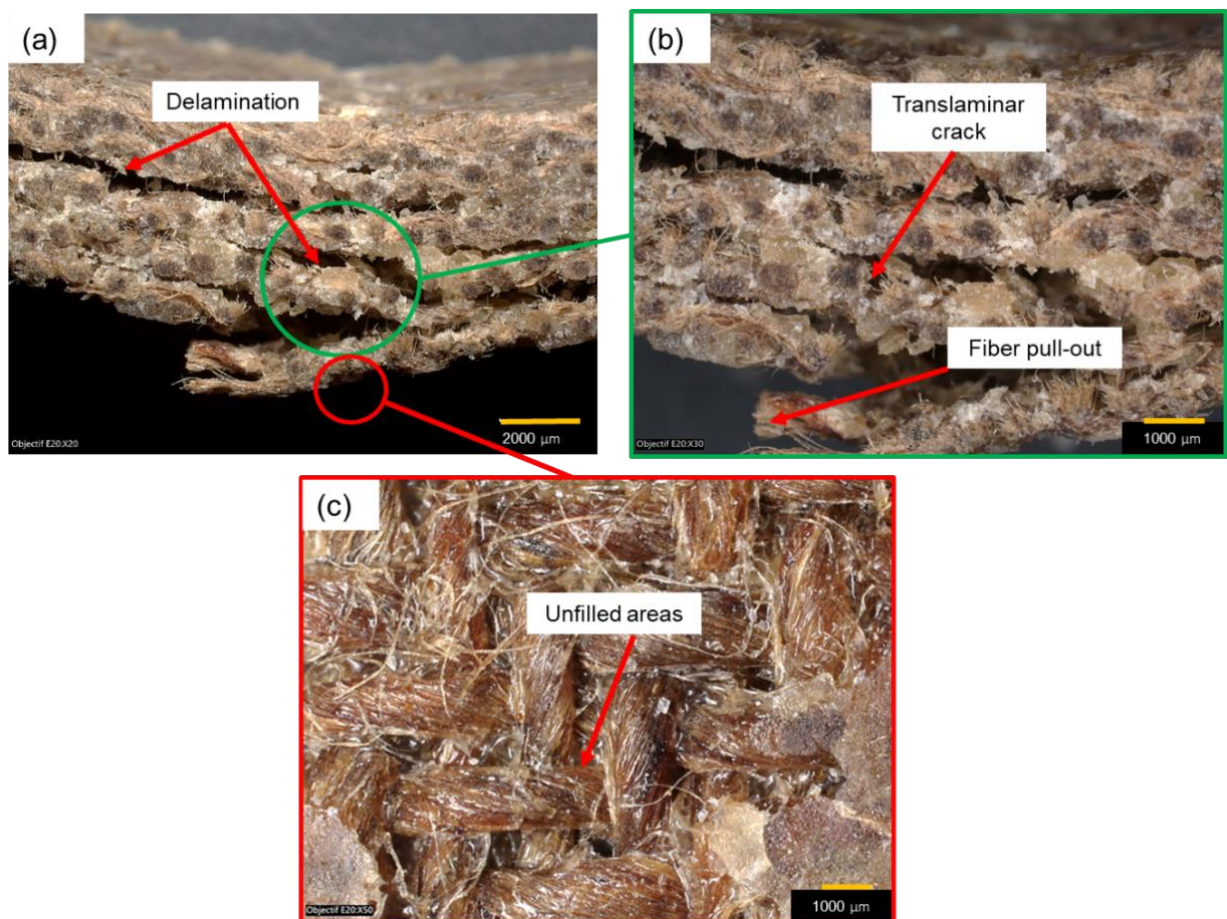 (a)
Delamination
2000 μm
Objectif E20:X20
(b)
Translaminar
crack
Fiber pull-out
1000 μm
Objectif E20:X30
(c)
Unfilled areas
1000 μm
Objectif E20:X50